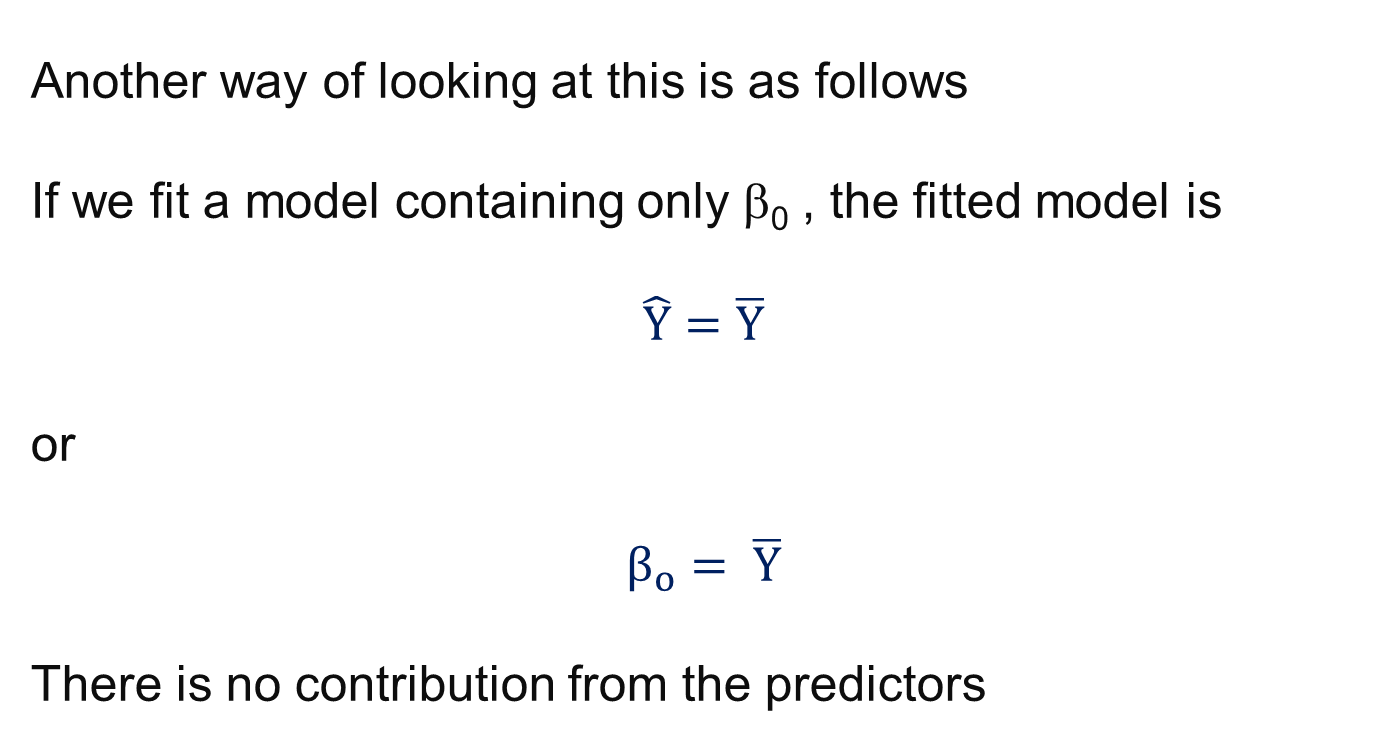 Another way of looking at this is as follows
If we fit a model containing only β₀ , the fitted model is
Ŷ = Y̅
or
βₒ = Y̅
There is no contribution from the predictors